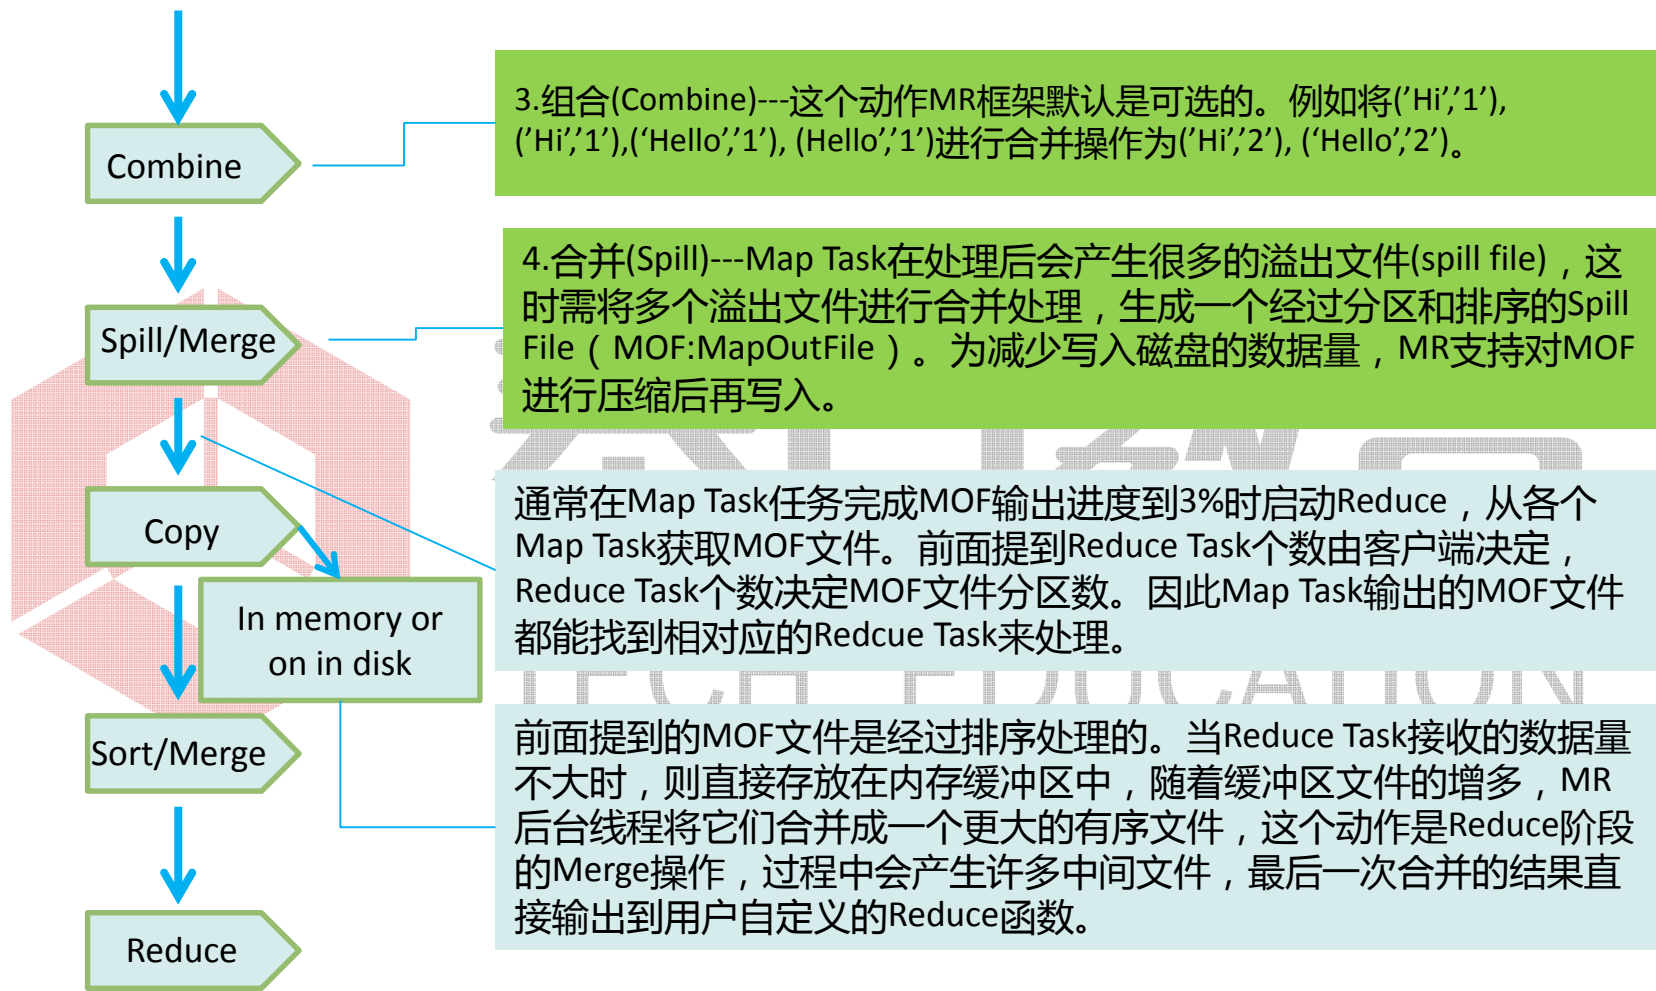 Combine
3.组合(Combine)---这个动作MR框架默认是可选的。例如将('Hi','1'),
('Hi','1'),('Hello','1'), (Hello','1')进行合并操作为('Hi','2'), ('Hello','2')。
Spill/Merge
4.合并(Spill)---Map Task在处理后会产生很多的溢出文件(spill file)，这
时需将多个溢出文件进行合并处理，生成一个经过分区和排序的Spill
File（MOF:MapOutFile）。为减少写入磁盘的数据量，MR支持对MOF
进行压缩后再写入。
Copy
In memory or
on in disk
通常在Map Task任务完成MOF输出进度到3%时启动Reduce，从各个
Map Task获取MOF文件。前面提到Reduce Task个数由客户端决定，
Reduce Task个数决定MOF文件分区数。因此Map Task输出的MOF文件
都能找到相对应的Redcue Task来处理。
TECH EDUCATION
Sort/Merge
前面提到的MOF文件是经过排序处理的。当Reduce Task接收的数据量
不大时，则直接存放在内存缓冲区中，随着缓冲区文件的增多，MR
后台线程将它们合并成一个更大的有序文件，这个动作是Reduce阶段
的Merge操作，过程中会产生许多中间文件，最后一次合并的结果直
接输出到用户自定义的Reduce函数。
Reduce